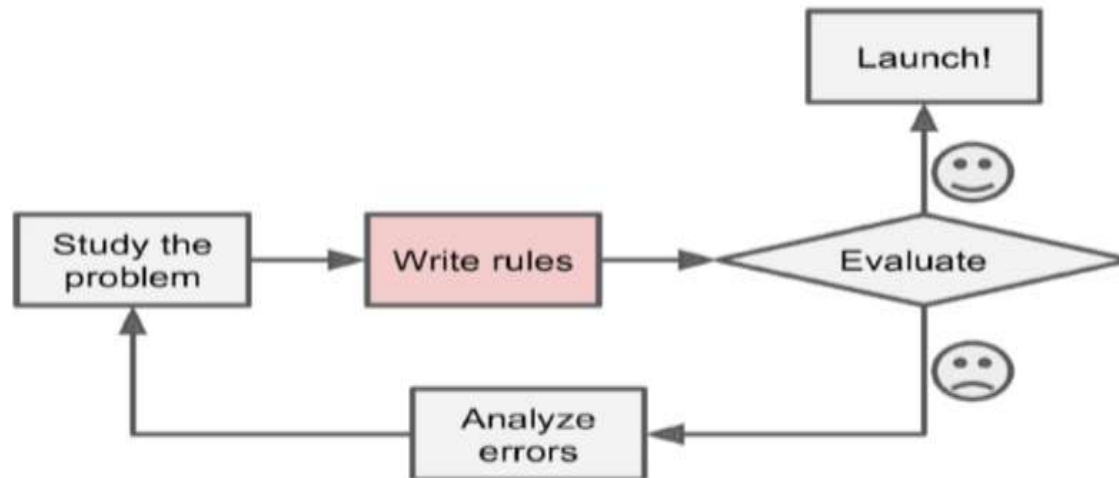 Launch!
Study the
problem
Write rules
Evaluate
Analyze
errors